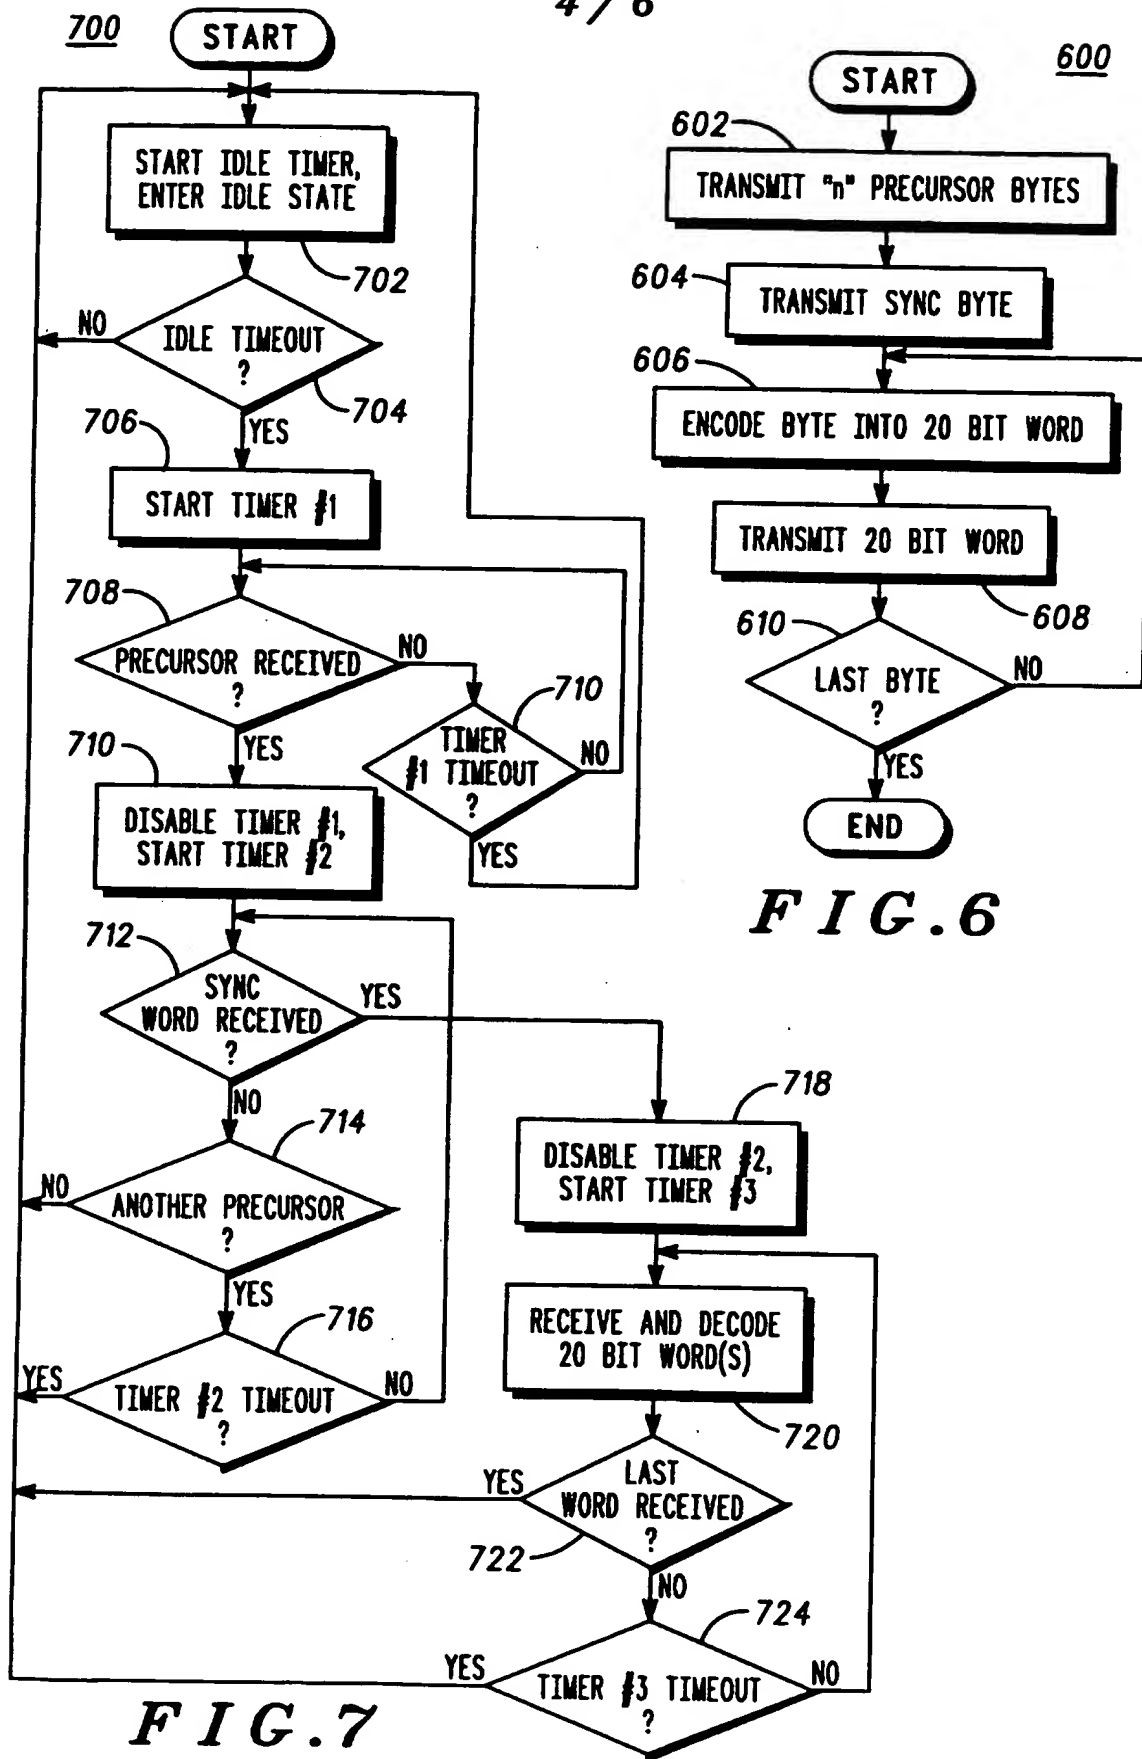 4/6
700
START
START IDLE TIMER,
ENTER IDLE STATE
702
NO
IDLE TIMEOUT
?
704
YES
706
START TIMER #1
708
PRECURSOR RECEIVED
?
NO
YES
710
TIMER
#1 TIMEOUT
?
NO
YES
710
DISABLE TIMER #1,
START TIMER #2
712
SYNC
WORD RECEIVED
?
YES
NO
714
ANOTHER PRECURSOR
?
NO
YES
716
TIMER #2 TIMEOUT
?
YES
NO
718
DISABLE TIMER #2,
START TIMER #3
RECEIVE AND DECODE
20 BIT WORD(S)
720
YES
LAST
WORD RECEIVED
?
722
NO
724
YES
TIMER #3 TIMEOUT
?
NO
FIG.7
600
START
602
TRANSMIT "n" PRECURSOR BYTES
604
TRANSMIT SYNC BYTE
606
ENCODE BYTE INTO 20 BIT WORD
TRANSMIT 20 BIT WORD
608
610
LAST BYTE
?
NO
YES
END
FIG.6